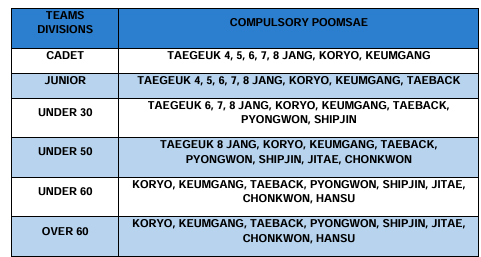 TEAMS
DIVISIONS
COMPULSORY POOMSAE
CADET
TAEGEUK 4, 5, 6, 7, 8 JANG, KORYO, KEUMGANG
JUNIOR
TAEGEUK 4, 5, 6, 7, 8 JANG, KORYO, KEUMGANG, TAEBACK
UNDER 30
TAEGEUK 6, 7, 8 JANG, KORYO, KEUMGANG, TAEBACK,
PYONGWON, SHIPJIN
UNDER 50
TAEGEUK 8 JANG, KORYO, KEUMGANG, TAEBACK,
PYONGWON, SHIPJIN, JITAE, CHONKWON
UNDER 60
KORYO, KEUMGANG, TAEBACK, PYONGWON, SHIPJIN, JITAE,
CHONKWON, HANSU
OVER 60
KORYO, KEUMGANG, TAEBACK, PYONGWON, SHIPJIN, JITAE,
CHONKWON, HANSU